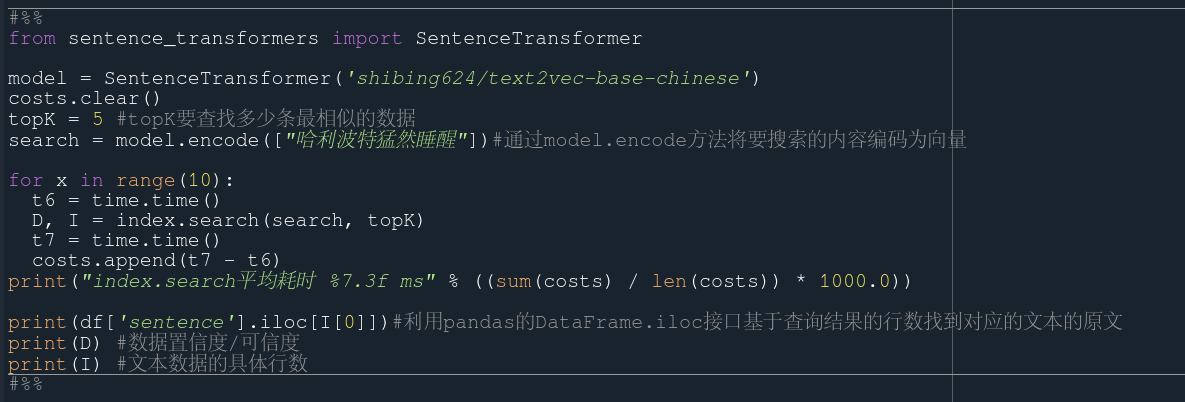 #%%
from sentence_transformers import SentenceTransformer
model = SentenceTransformer('shibing624/text2vec-base-chinese')
costs.clear()
topK = 5 #topK要查找多少条最相似的数据
search = model.encode(["哈利波特猛然睡醒"])#通过model.encode方法将要搜索的内容编码为向量
for x in range(10):
  t6 = time.time()
  D, I = index.search(search, topK)
  t7 = time.time()
  costs.append(t7 - t6)
print("index.search平均耗时 %7.3f ms" % ((sum(costs) / len(costs)) * 1000.0))
print(df['sentence'].iloc[I[0]])#利用pandas的DataFrame.iloc接口基于查询结果的行数找到对应的文本的原文
print(D) #数据置信度/可信度
print(I) #文本数据的具体行数
#%%